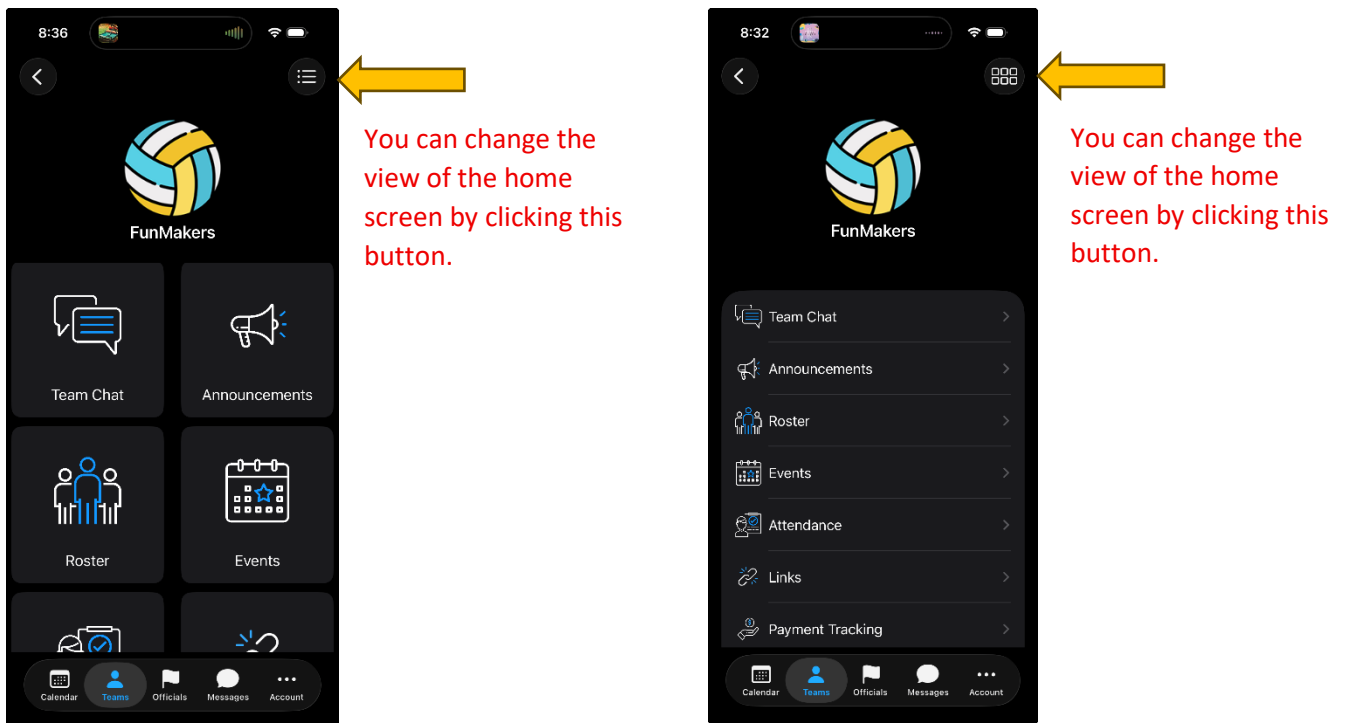 8:36
You can change the
view of the home
screen by clicking this
button.
FunMakers
Team Chat
Announcements
Roster
Events
Calendar
Teams
Officials
Messages
Account
8:32
You can change the
view of the home
screen by clicking this
button.
FunMakers
Team Chat
Announcements
Roster
Events
Attendance
Links
Payment Tracking
Calendar
Teams
Officials
Messages
Account